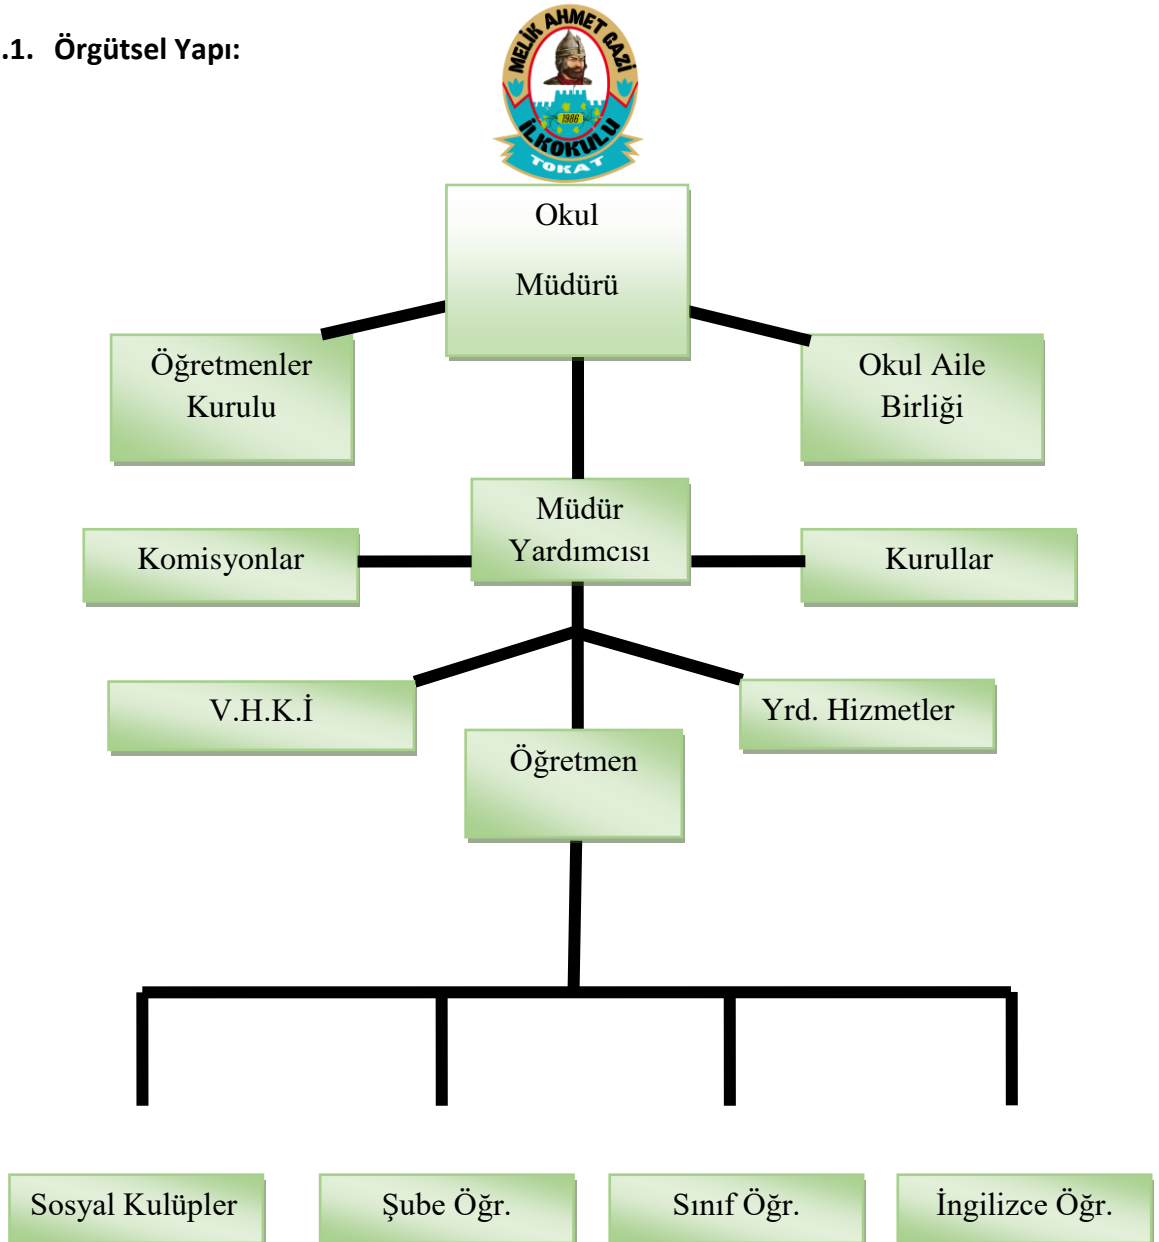 .1. Örgütsel Yapı:
MELİK AHMET GAZİ
1986
İLKOKULU
TOKAT
Okul
Müdürü
Öğretmenler
Kurulu
Okul Aile
Birliği
Müdür
Yardımcısı
Komisyonlar
Kurullar
V.H.K.İ
Yrd. Hizmetler
Öğretmen
Sosyal Kulüpler
Şube Öğr.
Sınıf Öğr.
İngilizce Öğr.